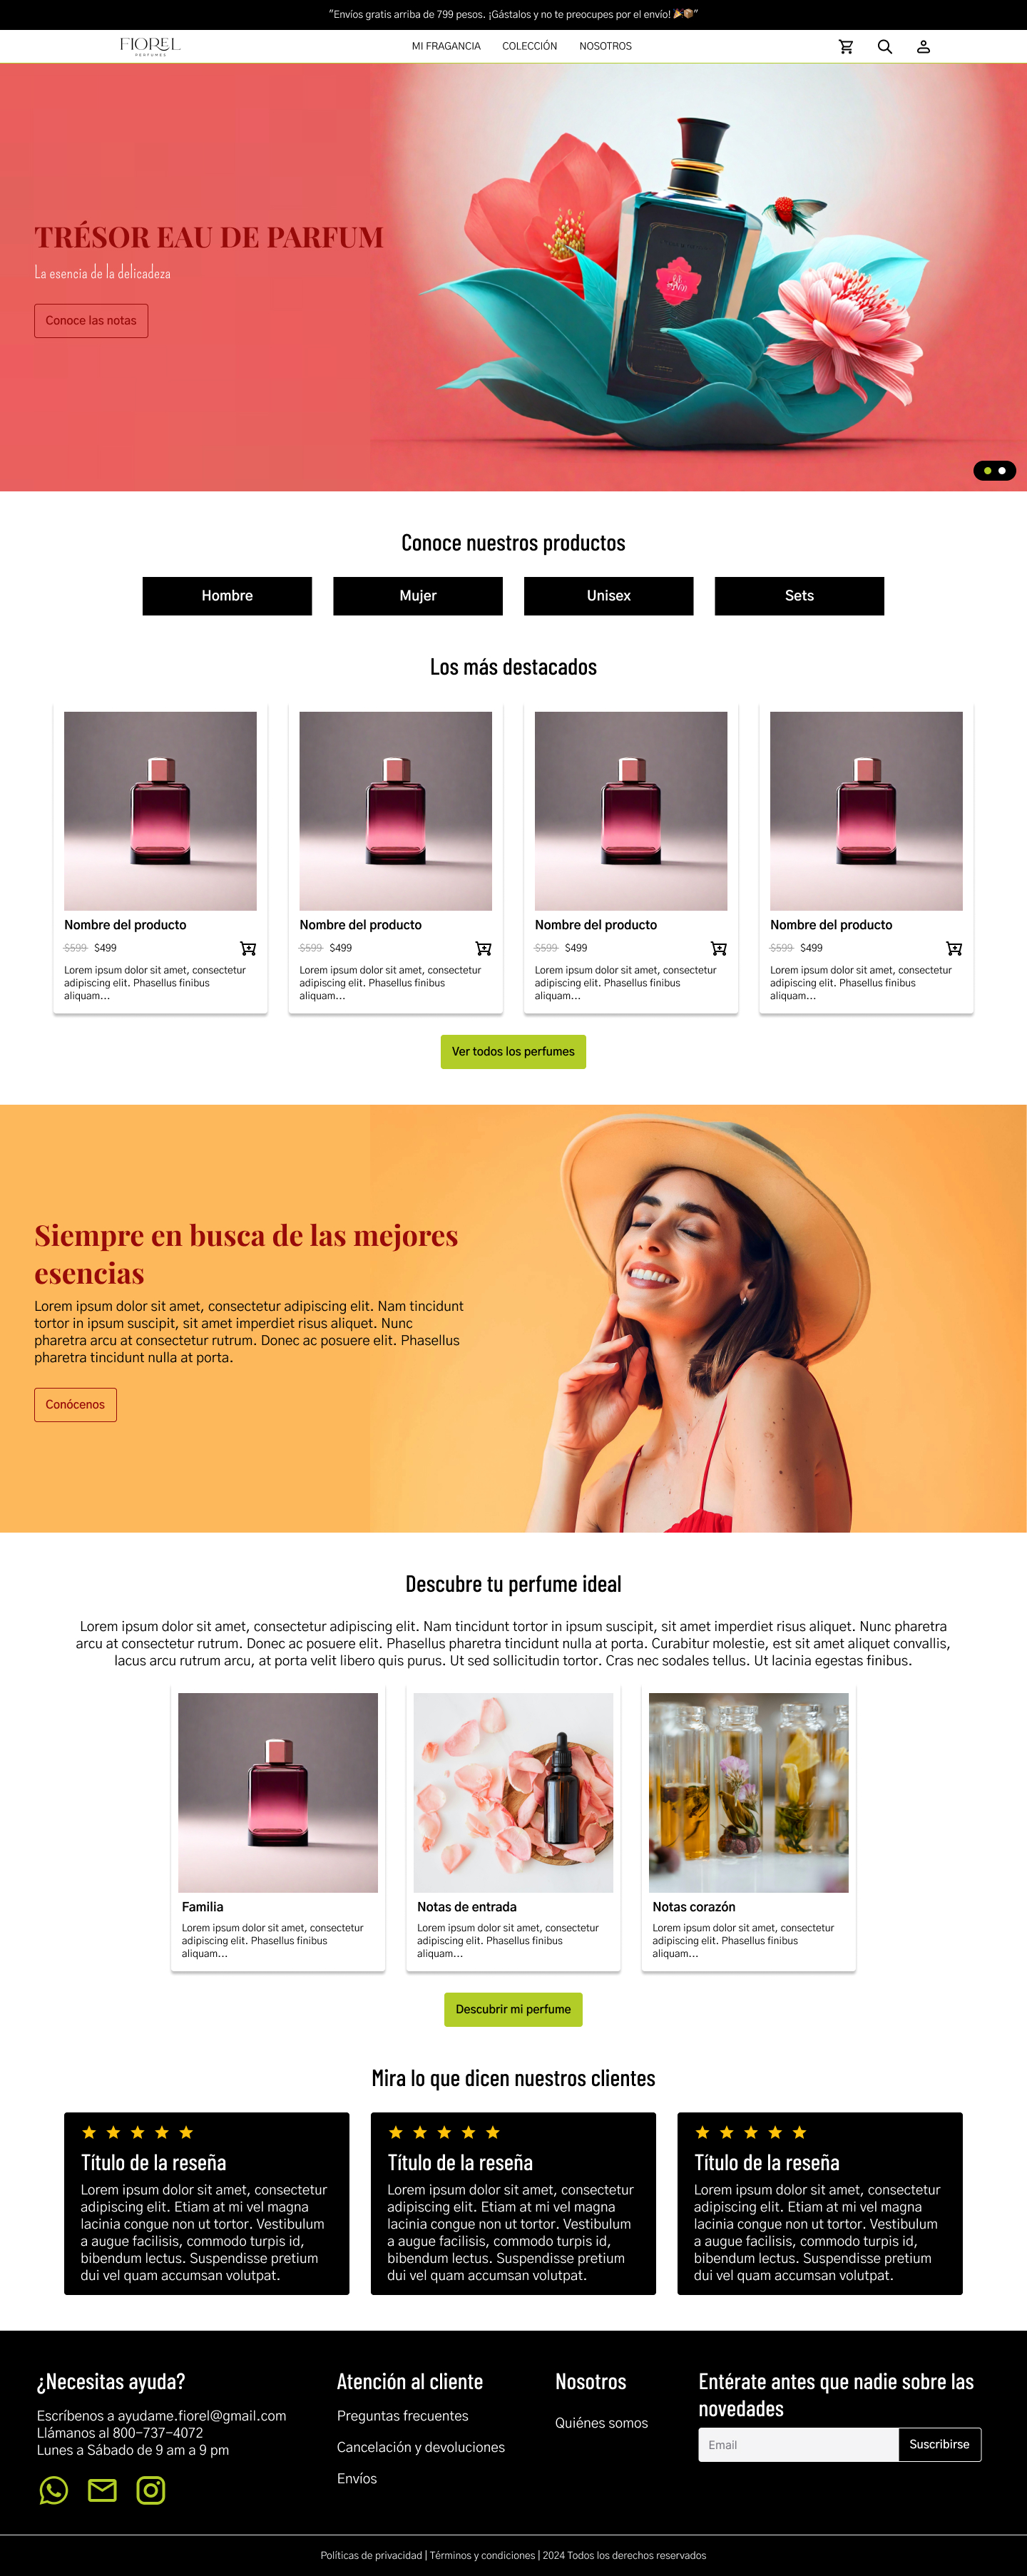 "Envíos gratis arriba de 799 pesos. ¡Gástalos y no te preocupes por el envío! 🎉📦"
FIOREL
PERFUMES
MI FRAGANCIA
COLECCIÓN
NOSOTROS
TRÉSOR EAU DE PARFUM
La esencia de la delicadeza
Conoce las notas
Conoce nuestros productos
Hombre
Mujer
Unisex
Sets
Los más destacados
Nombre del producto
$599 $499
Lorem ipsum dolor sit amet, consectetur
adipiscing elit. Phasellus finibus
aliquam...
Nombre del producto
$599 $499
Lorem ipsum dolor sit amet, consectetur
adipiscing elit. Phasellus finibus
aliquam...
Nombre del producto
$599 $499
Lorem ipsum dolor sit amet, consectetur
adipiscing elit. Phasellus finibus
aliquam...
Nombre del producto
$599 $499
Lorem ipsum dolor sit amet, consectetur
adipiscing elit. Phasellus finibus
aliquam...
Ver todos los perfumes
Siempre en busca de las mejores
esencias
Lorem ipsum dolor sit amet, consectetur adipiscing elit. Nam tincidunt
tortor in ipsum suscipit, sit amet imperdiet risus aliquet. Nunc
pharetra arcu at consectetur rutrum. Donec ac posuere elit. Phasellus
pharetra tincidunt nulla at porta.
Conócenos
Descubre tu perfume ideal
Lorem ipsum dolor sit amet, consectetur adipiscing elit. Nam tincidunt tortor in ipsum suscipit, sit amet imperdiet risus aliquet. Nunc pharetra
arcu at consectetur rutrum. Donec ac posuere elit. Phasellus pharetra tincidunt nulla at porta. Curabitur molestie, est sit amet aliquet convallis,
lacus arcu rutrum arcu, at porta velit libero quis purus. Ut sed sollicitudin tortor. Cras nec sodales tellus. Ut lacinia egestas finibus.
Familia
Lorem ipsum dolor sit amet, consectetur
adipiscing elit. Phasellus finibus
aliquam...
Notas de entrada
Lorem ipsum dolor sit amet, consectetur
adipiscing elit. Phasellus finibus
aliquam...
Notas corazón
Lorem ipsum dolor sit amet, consectetur
adipiscing elit. Phasellus finibus
aliquam...
Descubrir mi perfume
Mira lo que dicen nuestros clientes
Título de la reseña
Lorem ipsum dolor sit amet, consectetur
adipiscing elit. Etiam at mi vel magna
lacinia congue non ut tortor. Vestibulum
a augue facilisis, commodo turpis id,
bibendum lectus. Suspendisse pretium
dui vel quam accumsan volutpat.
Título de la reseña
Lorem ipsum dolor sit amet, consectetur
adipiscing elit. Etiam at mi vel magna
lacinia congue non ut tortor. Vestibulum
a augue facilisis, commodo turpis id,
bibendum lectus. Suspendisse pretium
dui vel quam accumsan volutpat.
Título de la reseña
Lorem ipsum dolor sit amet, consectetur
adipiscing elit. Etiam at mi vel magna
lacinia congue non ut tortor. Vestibulum
a augue facilisis, commodo turpis id,
bibendum lectus. Suspendisse pretium
dui vel quam accumsan volutpat.
¿Necesitas ayuda?
Escríbenos a ayudame.fiorel@gmail.com
Llámanos al 800-737-4072
Lunes a Sábado de 9 am a 9 pm
Atención al cliente
Preguntas frecuentes
Cancelación y devoluciones
Envíos
Nosotros
Quiénes somos
Entérate antes que nadie sobre las
novedades
Email
Suscribirse
Políticas de privacidad | Términos y condiciones | 2024 Todos los derechos reservados